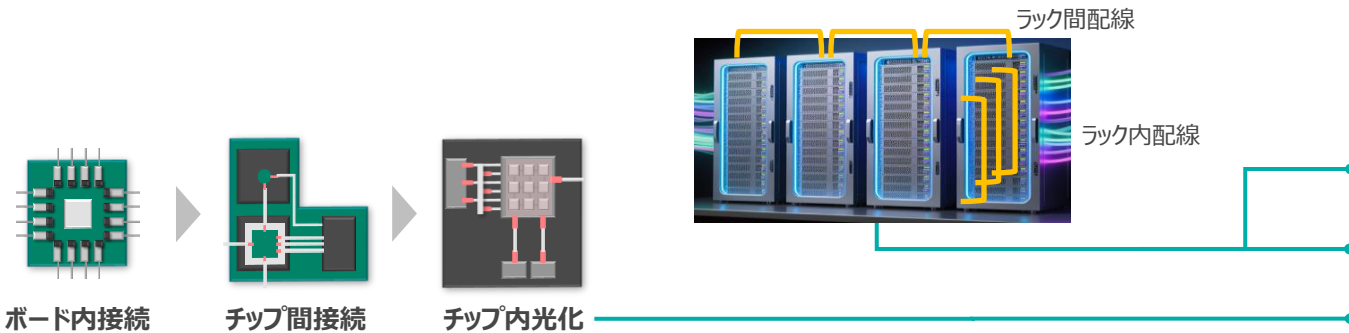 ラック間配線
ラック内配線
ボード内接続
チップ間接続
チップ内光化